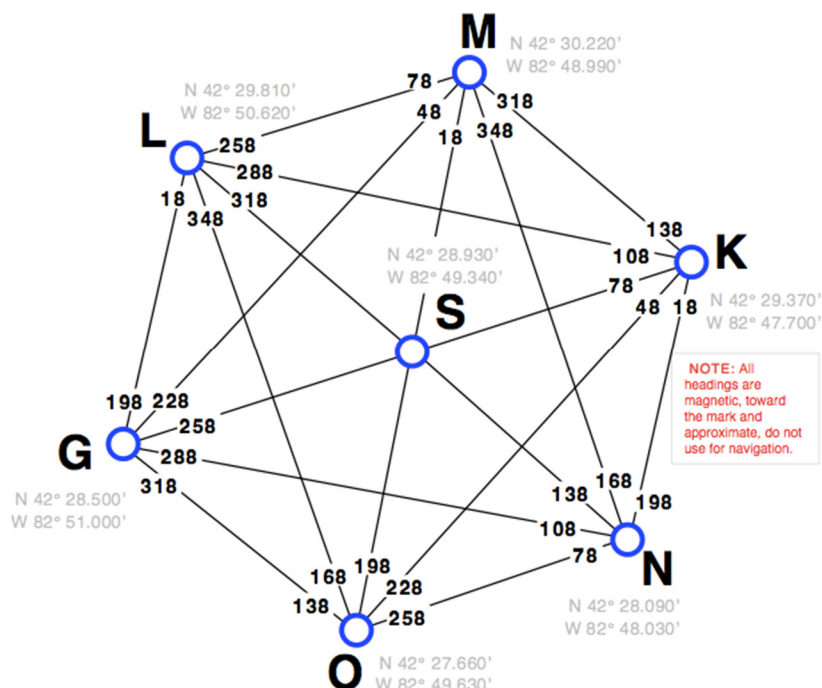 M
N 42° 30.220'
W 82° 48.990'
N 42° 29.810'
W 82° 50.620'
78
318
48
L
258
18
348
288
18
318
348
138
K
N 42° 28.930'
W 82° 49.340'
108
78
N 42° 29.370'
W 82° 47.700'
48
18
S
NOTE: All
headings are
magnetic, toward
the mark and
approximate, do not
use for navigation.
198
228
258
G
288
318
168
138
198
N 42° 28.500'
W 82° 51.000'
108
78
N
198
168
228
138
258
N 42° 28.090'
W 82° 48.030'
O
N 42° 27.660'
W 82° 49.630'